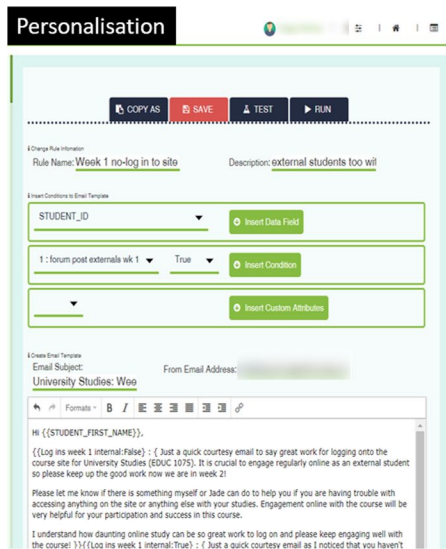 Personalisation
COPY AS
SAVE
TEST
RUN
Change Rule Infomation
Rule Name: Week 1 no-log in to site
Description: external students too wil
Insert Conditions to Email Template
STUDENT_ID
Insert Data Field
1 : forum post externals wk 1
True
Insert Condition
Insert Custom Attributes
Create Email Template
Email Subject:
From Email Address:
University Studies: Wee
Formats
B I
Hi {{STUDENT_FIRST_NAME}},
{{Log ins week 1 internal:False} : { Just a quick courtesy email to say great work for logging onto the
course site for University Studies (EDUC 1075). It is crucial to engage regularly online as an external student
so please keep up the good work now we are in week 2!
Please let me know if there is something myself or Jade can do to help you if you are having trouble with
accessing anything on the site or anything else with your studies. Engagement online with the course will be
very helpful for your participation and success in this course.
I understand how daunting online study can be so great work to log on and please keep engaging well with
the course! }}{{Log ins week 1 internal:True} : { Just a quick courtesy email as I noticed that you haven't